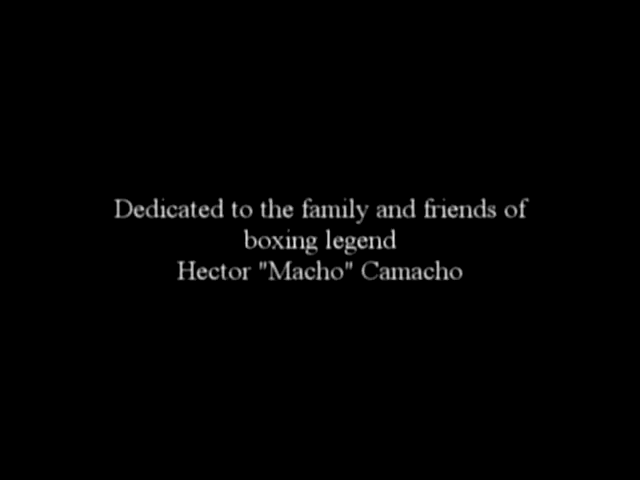 Dedicated to the family and friends of
boxing legend
Hector "Macho" Camacho